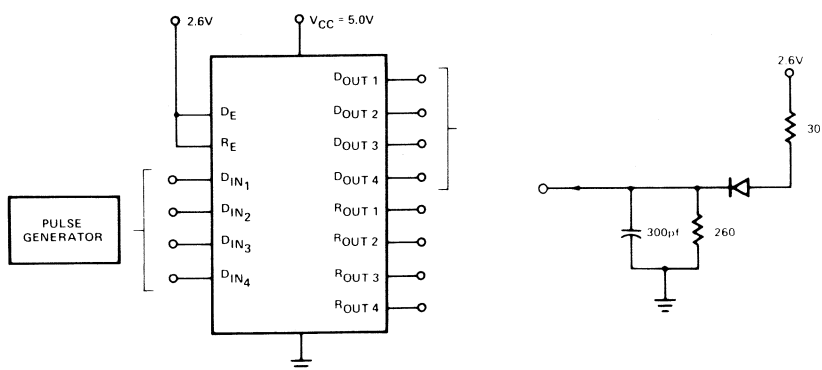 2.6V
VCC = 5.0V
DE
RE
DIN1
DIN2
DIN3
DIN4
DOUT 1
DOUT 2
DOUT 3
DOUT 4
ROUT 1
ROUT 2
ROUT 3
ROUT 4
PULSE
GENERATOR
2.6V
30
300pf
260